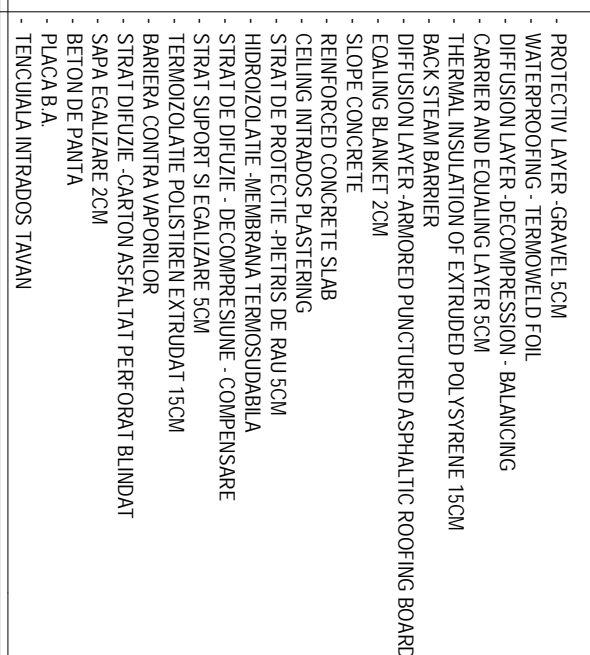 - PROTECTIV LAYER -GRAVEL 5CM
- WATERPROOFING - TERMOWELD FOIL
- DIFFUSION LAYER -DECOMPRESSION - BALANCING
- CARRIER AND EQUALING LAYER 5CM
- THERMAL INSULATION OF EXTRUDED POLYSYRENE 15CM
- BACK STEAM BARRIER
- DIFFUSION LAYER -ARMORED PUNCTURED ASPHALTIC ROOFING BOARD
- EQALING BLANKET 2CM
- SLOPE CONCRETE
- REINFORCED CONCRETE SLAB
- CEILING INTRADOS PLASTERING
- STRAT DE PROTECTIE -PIETRIS DE RAU 5CM
- HIDROIZOLATIE -MEMBRANA TERMOSUDABILA
- STRAT DE DIFUZIE - DECOMPRESIUNE - COMPENSARE
- STRAT SUPORT SI EGALIZARE 5CM
- TERMOIZOLATIE POLISTIREN EXTRUDAT 15CM
- BARIERA CONTRA VAPORILOR
- STRAT DIFUZIE -CARTON ASFALTAT PERFORAT BLINDAT
- SAPA EGALIZARE 2CM
- BETON DE PANTA
- PLACA B.A.
- TENCUIALA INTRADOS TAVAN